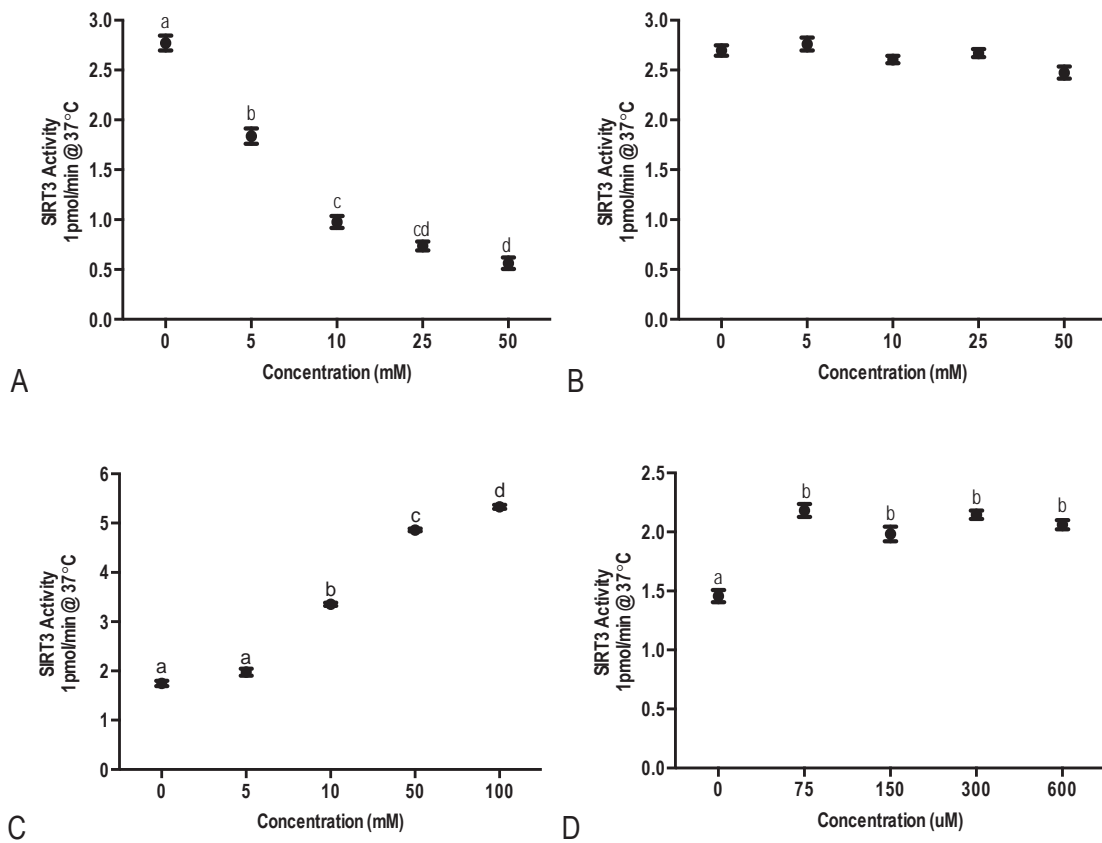 a
3.0
2.5
b
2.0
SIRT3 Activity
1pmol/min @ 37°C
1.5
c
1.0
cd
d
0.5
0.0
0 5 10 25 50
Concentration (mM)
A
3.0
2.5
2.0
SIRT3 Activity
1pmol/min @ 37°C
1.5
1.0
0.5
0.0
0 5 10 25 50
Concentration (mM)
B
6
d
5
c
4
SIRT3 Activity
1pmol/min @ 37°C
b
3
a a
2
1
0
0 5 10 50 100
Concentration (mM)
C
2.5
b b b b
2.0
SIRT3 Activity
1pmol/min @ 37°C
a
1.5
1.0
0.5
0.0
0 75 150 300 600
Concentration (uM)
D